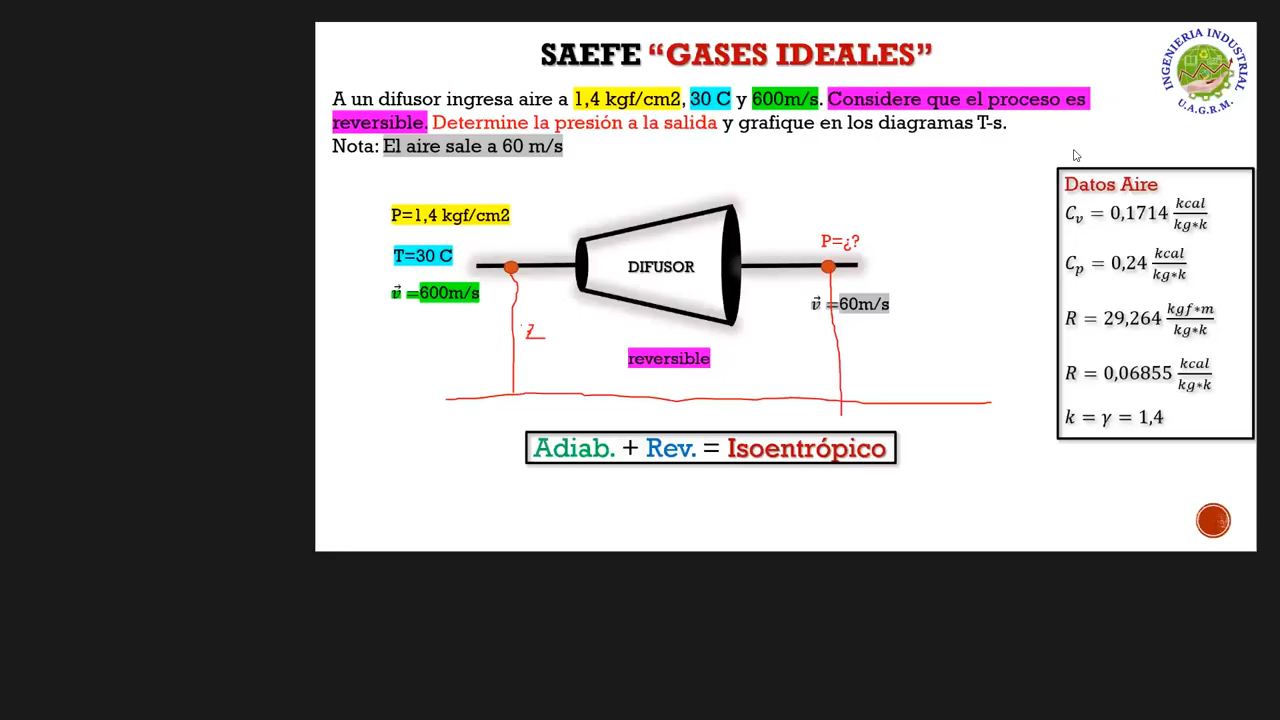 SAEFE “GASES IDEALES”
INGENIERIA INDUSTRIAL
U.A.G.R.M.
A un difusor ingresa aire a 1,4 kgf/cm2, 30 C y 600m/s. Considere que el proceso es
reversible. Determine la presión a la salida y grafique en los diagramas T-s.
Nota: El aire sale a 60 m/s
P=1,4 kgf/cm2
T=30 C
v⃗ =600m/s
DIFUSOR
P=¿?
v⃗ =60m/s
reversible
Z
Adiab. + Rev. = Isoentrópico
Datos Aire
Cᵥ = 0,1714 kcal/kg∗k
Cₚ = 0,24 kcal/kg∗k
R = 29,264 kgf∗m/kg∗k
R = 0,06855 kcal/kg∗k
k = γ = 1,4